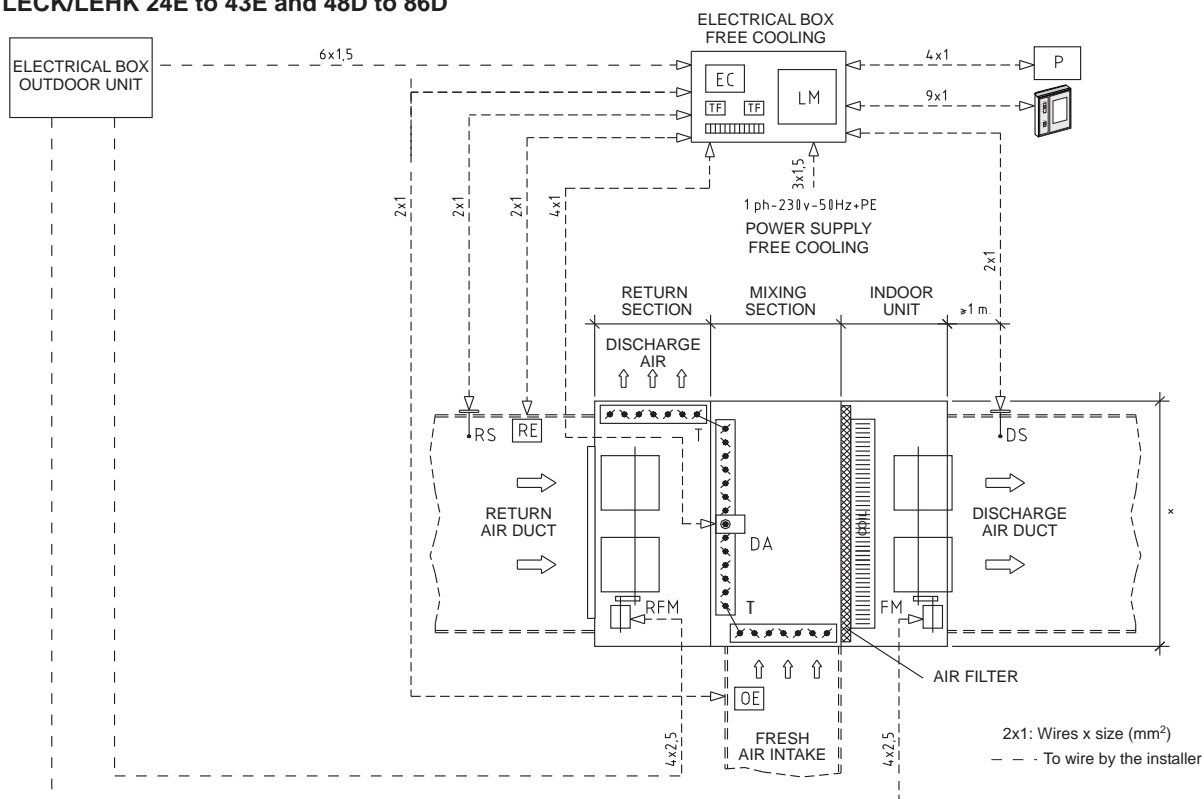 LECK/LEHK 24E to 43E and 48D to 86D
ELECTRICAL BOX
FREE COOLING
ELECTRICAL BOX
OUTDOOR UNIT
6x1,5
EC
LM
TF
TF
4x1
P
9x1
2x1
2x1
2x1
4x1
3x1,5
1 ph-230v-50Hz+PE
POWER SUPPLY
FREE COOLING
2x1
RETURN
SECTION
MIXING
SECTION
INDOOR
UNIT
≥1 m.
DISCHARGE
AIR
RS
RE
T
DS
RETURN
AIR DUCT
DA
COIL
DISCHARGE
AIR DUCT
x
RFM
T
FM
AIR FILTER
OE
4x2,5
FRESH
AIR INTAKE
4x2,5
2x1: Wires x size (mm²)
– – – To wire by the installer